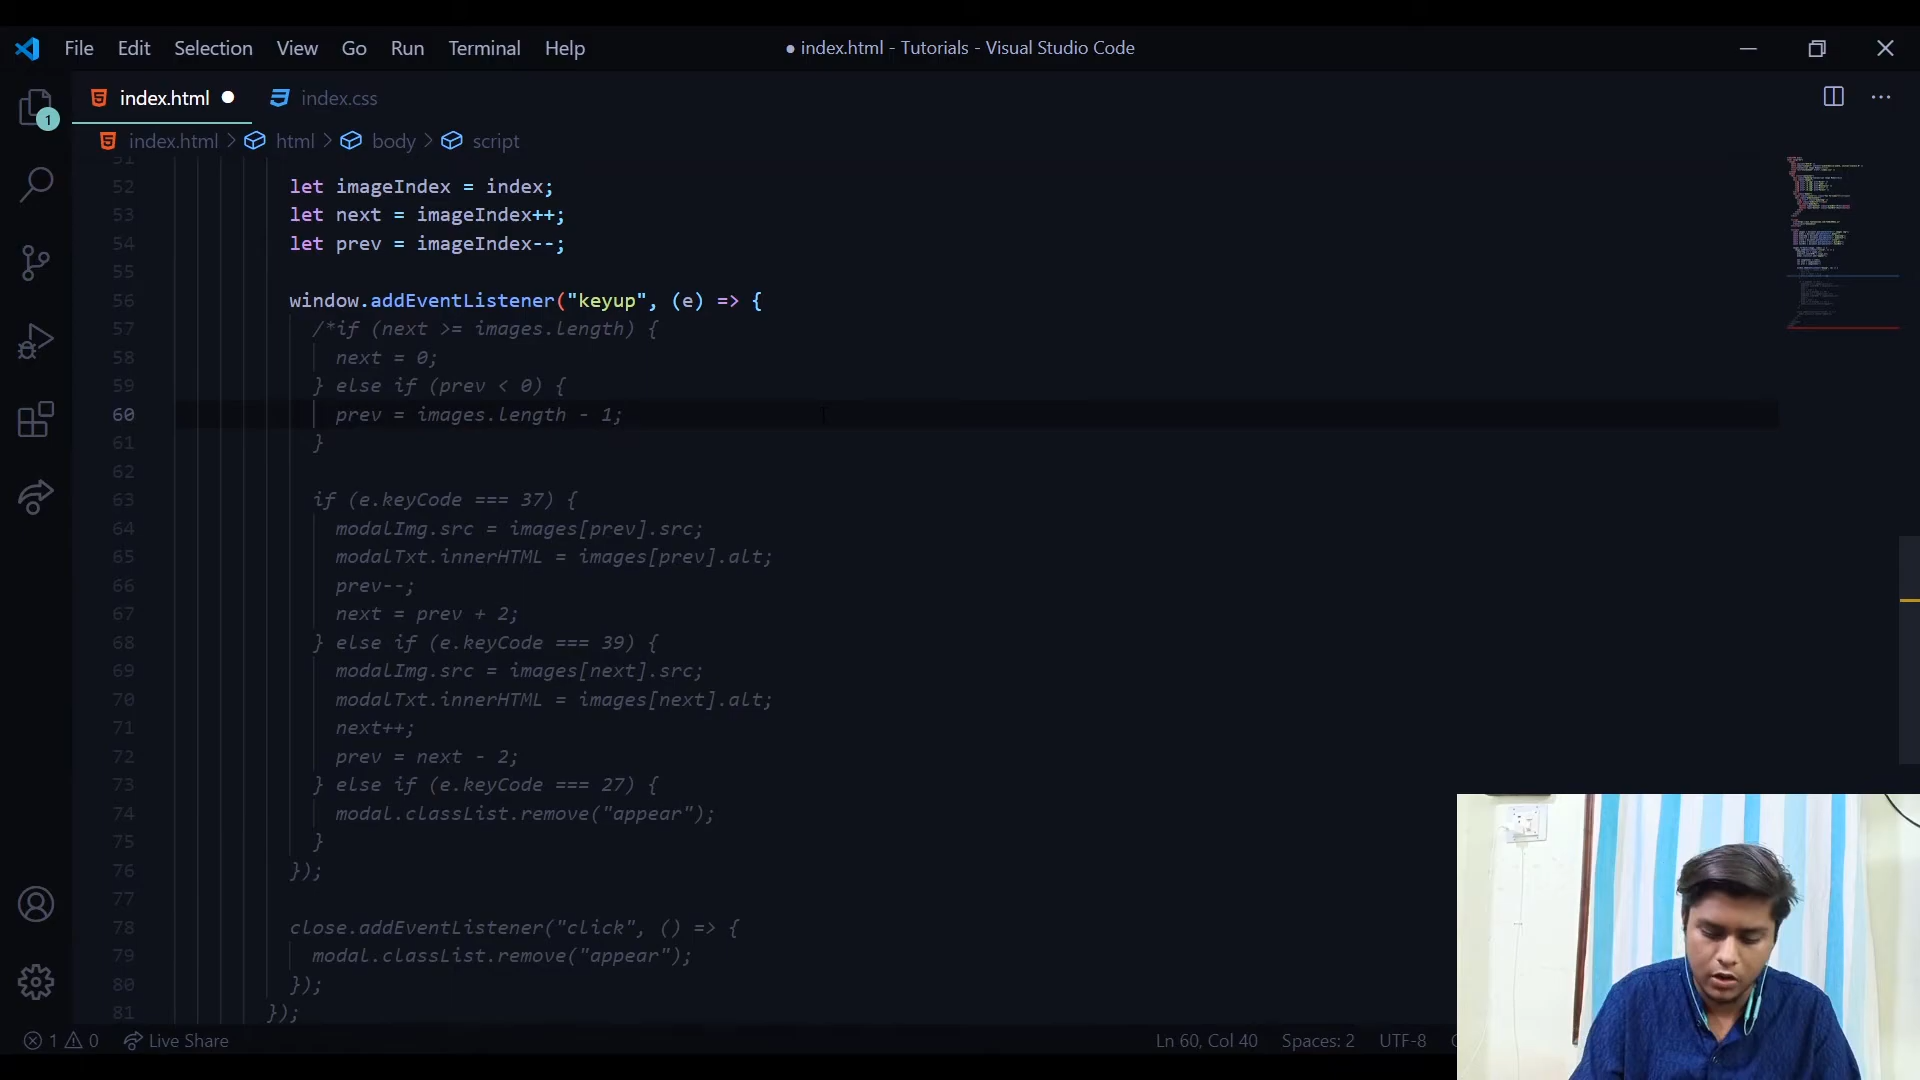 File Edit Selection View Go Run Terminal Help
● index.html - Tutorials - Visual Studio Code
index.html ●
index.css
1
index.html > html > body > script
51
52 let imageIndex = index;
53 let next = imageIndex++;
54 let prev = imageIndex--;
55
56 window.addEventListener("keyup", (e) => {
57 /*if (next >= images.length) {
58 next = 0;
59 } else if (prev < 0) {
60 prev = images.length - 1;
61 }
62
63 if (e.keyCode === 37) {
64 modalImg.src = images[prev].src;
65 modalTxt.innerHTML = images[prev].alt;
66 prev--;
67 next = prev + 2;
68 } else if (e.keyCode === 39) {
69 modalImg.src = images[next].src;
70 modalTxt.innerHTML = images[next].alt;
71 next++;
72 prev = next - 2;
73 } else if (e.keyCode === 27) {
74 modal.classList.remove("appear");
75 }
76 });
77
78 close.addEventListener("click", () => {
79 modal.classList.remove("appear");
80 });
81 });
1 0 Live Share
Ln 60, Col 40 Spaces: 2 UTF-8